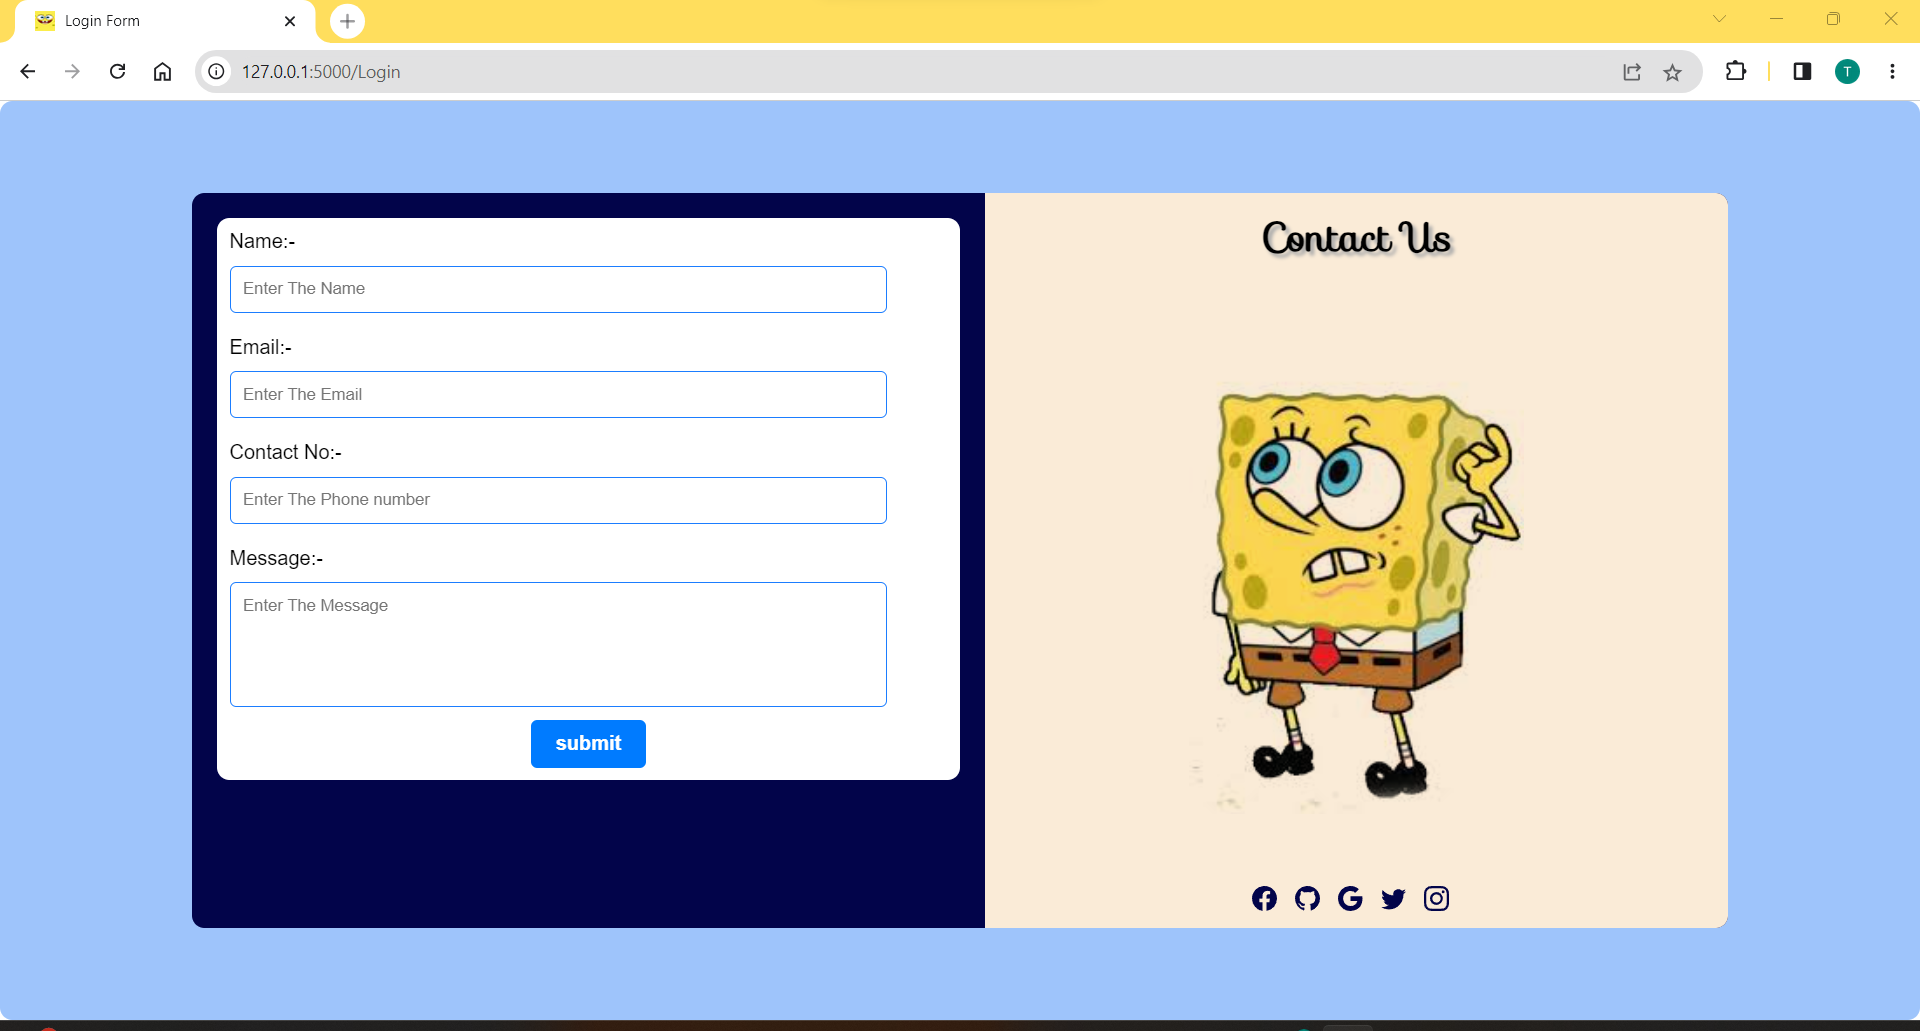 Login Form
127.0.0.1:5000/Login
T
Name:-
Enter The Name
Email:-
Enter The Email
Contact No:-
Enter The Phone number
Message:-
Enter The Message
submit
Contact Us